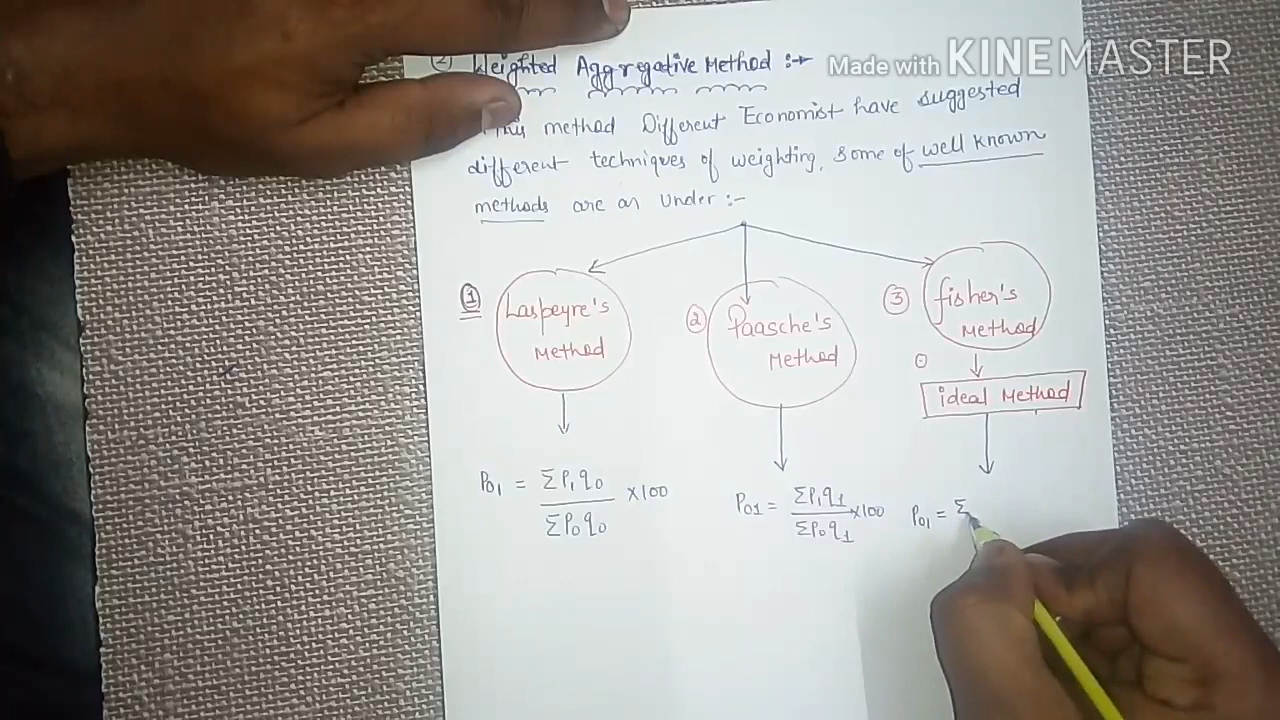 ② Weighted Aggregative Method :→
Made with KINEMASTER
This method Different Economist have suggested
different techniques of weighting, some of well known
methods are as under :-
① Laspeyre's Method
② Paasche's Method
③ fisher's Method
ideal Method
P₀₁ = ΣP₁q₀ / ΣP₀q₀ ×100
P₀₁ = ΣP₁q₁ / ΣP₀q₁ ×100
P₀₁ = Σ